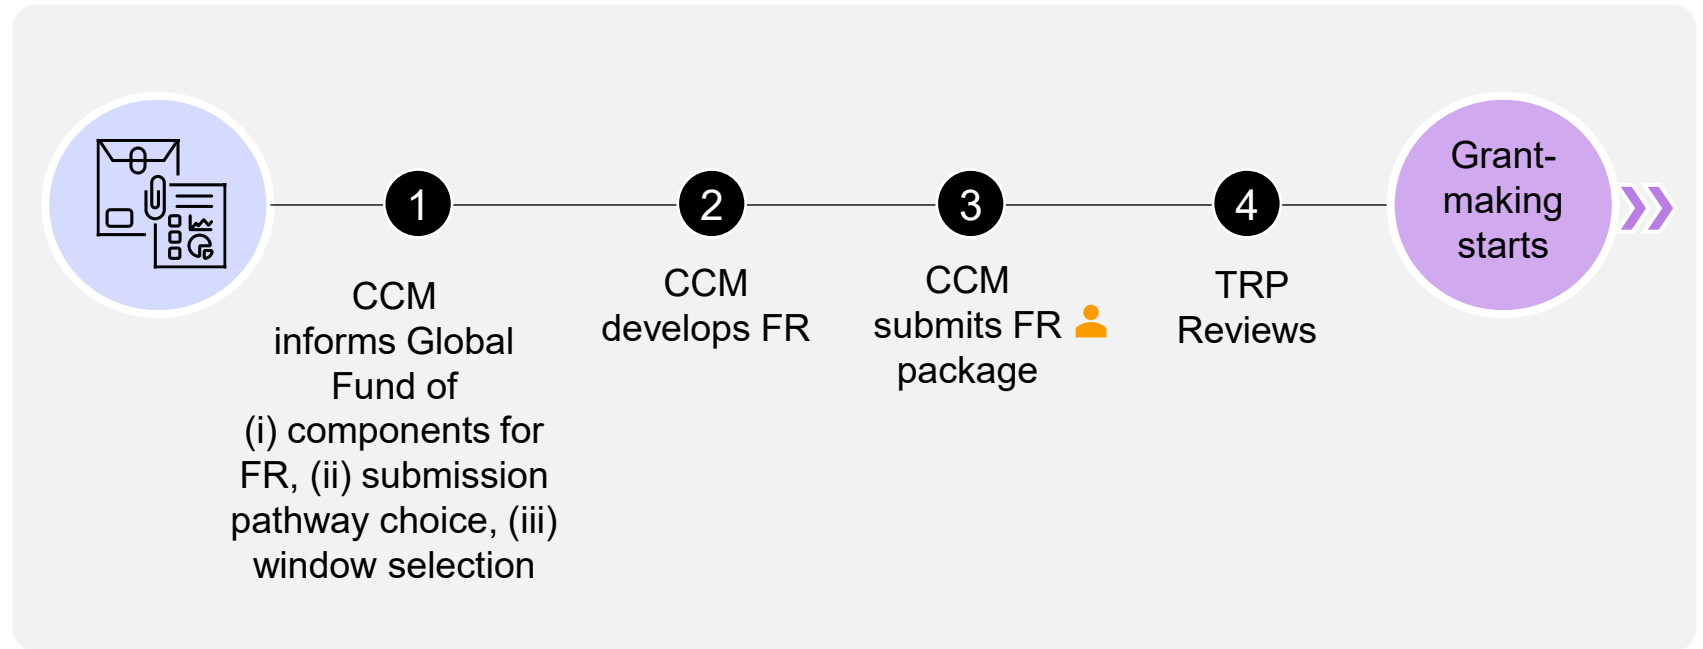 1
CCM
informs Global
Fund of
(i) components for
FR, (ii) submission
pathway choice, (iii)
window selection
2
CCM
develops FR
3
CCM
submits FR
package
4
TRP
Reviews
Grant-
making
starts